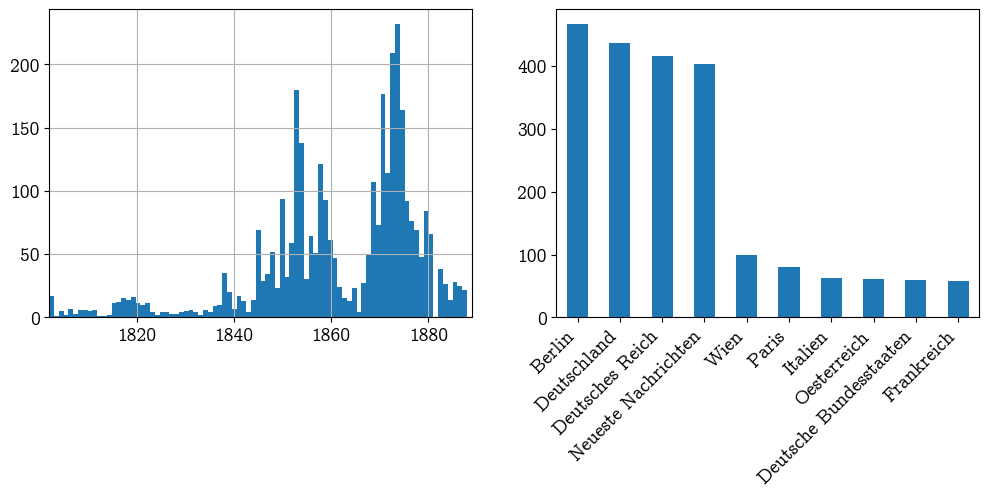 200
150
100
50
0
1820 1840 1860 1880
400
300
200
100
0
Berlin
Deutschland
Deutsches Reich
Neueste Nachrichten
Wien
Paris
Italien
Oesterreich
Deutsche Bundesstaaten
Frankreich